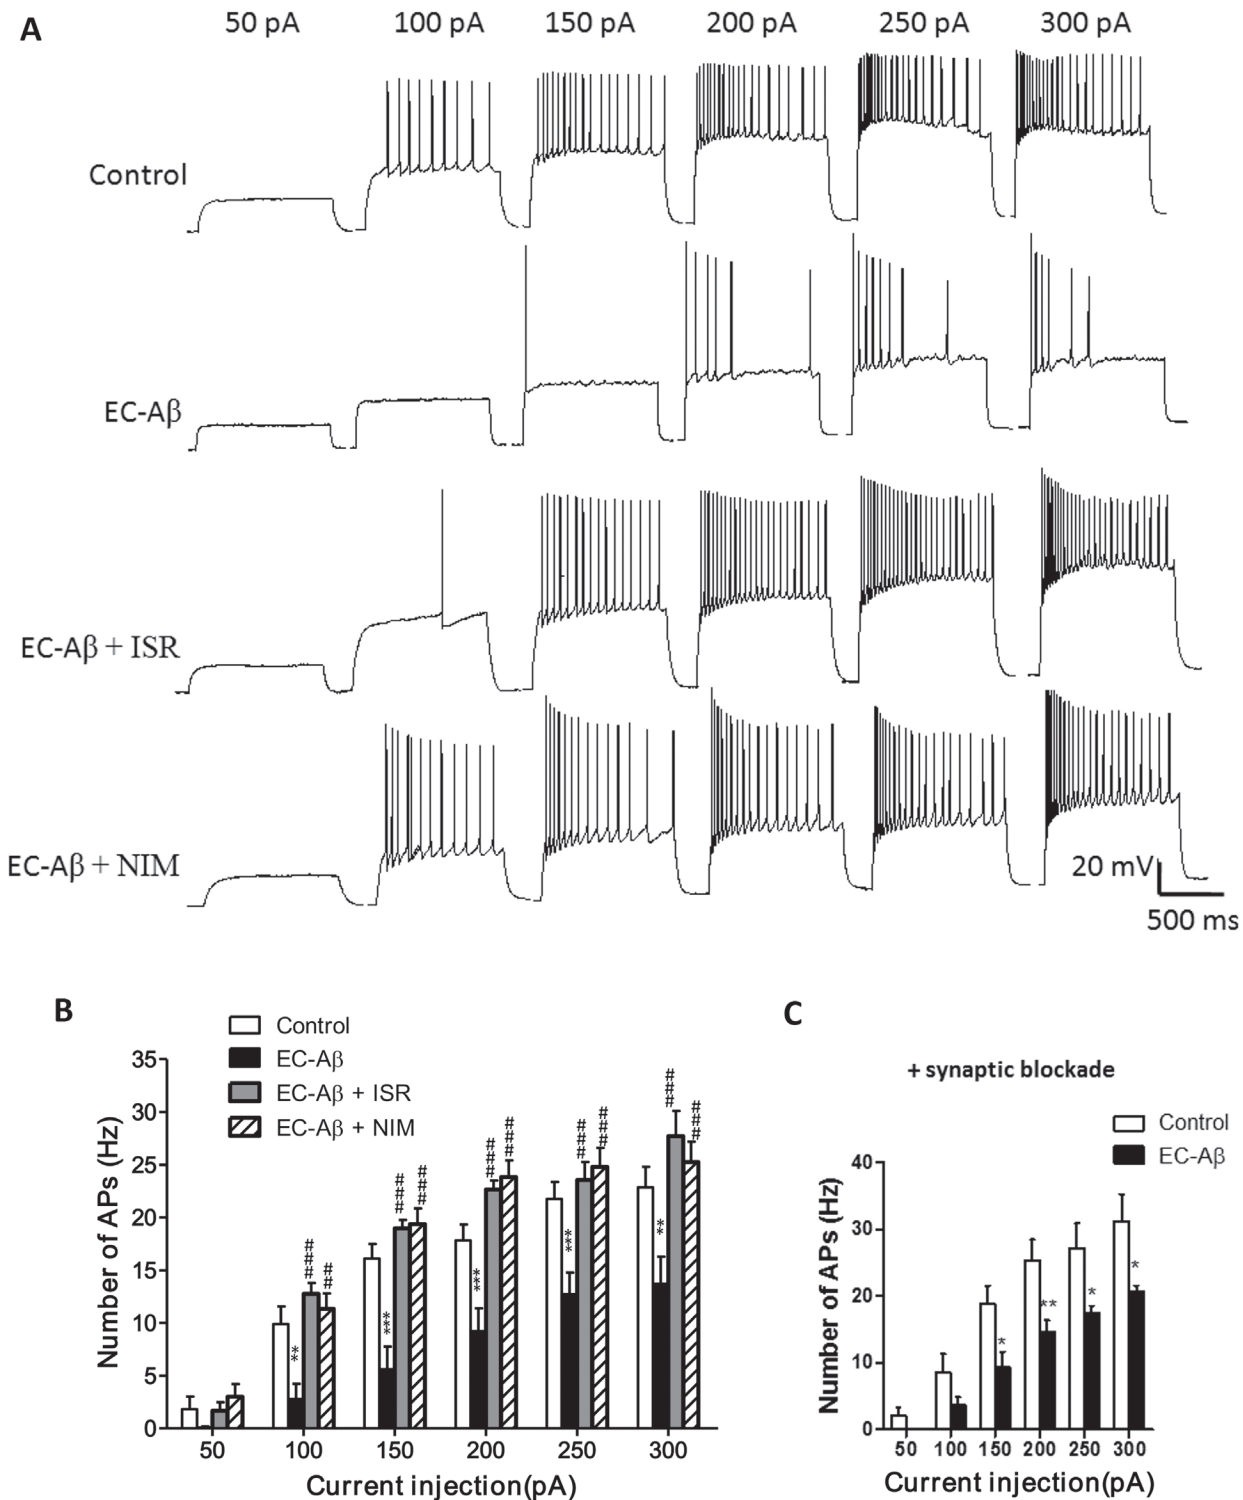 A
50 pA 100 pA 150 pA 200 pA 250 pA 300 pA
Control
EC-Aβ
EC-Aβ + ISR
EC-Aβ + NIM
20 mV
500 ms
B
Control
EC-Aβ
EC-Aβ + ISR
EC-Aβ + NIM
Number of APs (Hz)
35
30
25
20
15
10
5
0
** ### ##
*** ### ###
*** ### ###
*** ### ###
** ### ###
50 100 150 200 250 300
Current injection(pA)
C
+ synaptic blockade
Control
EC-Aβ
Number of APs (Hz)
40
30
20
10
0
* ** * *
50 100 150 200 250 300
Current injection(pA)